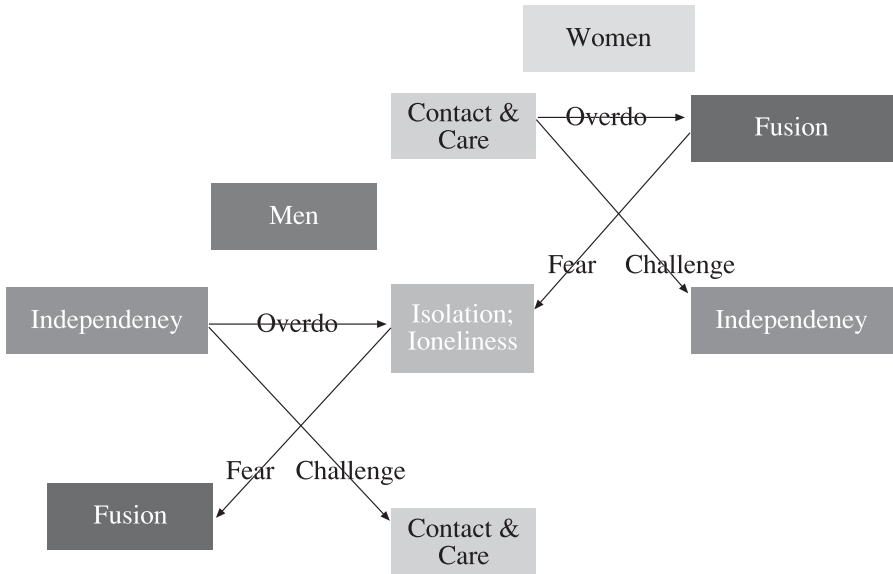 Women
Contact &
Care
Overdo
Fusion
Men
Fear
Challenge
Independeney
Overdo
Isolation;
Ioneliness
Independeney
Fear
Challenge
Fusion
Contact &
Care